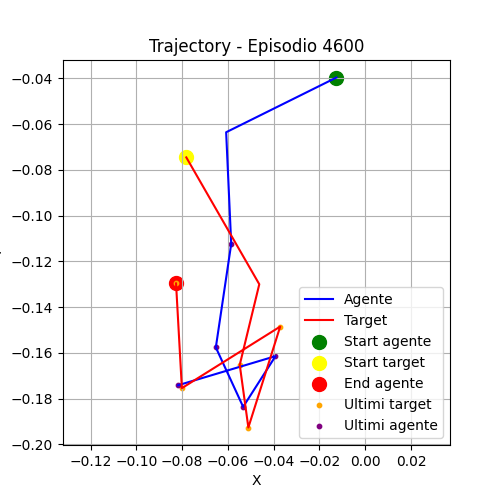 Trajectory - Episodio 4600
−0.04
−0.06
−0.08
−0.10
−0.12
−0.14
−0.16
−0.18
−0.20
−0.12 −0.10 −0.08 −0.06 −0.04 −0.02 0.00 0.02
X
Agente
Target
Start agente
Start target
End agente
Ultimi target
Ultimi agente